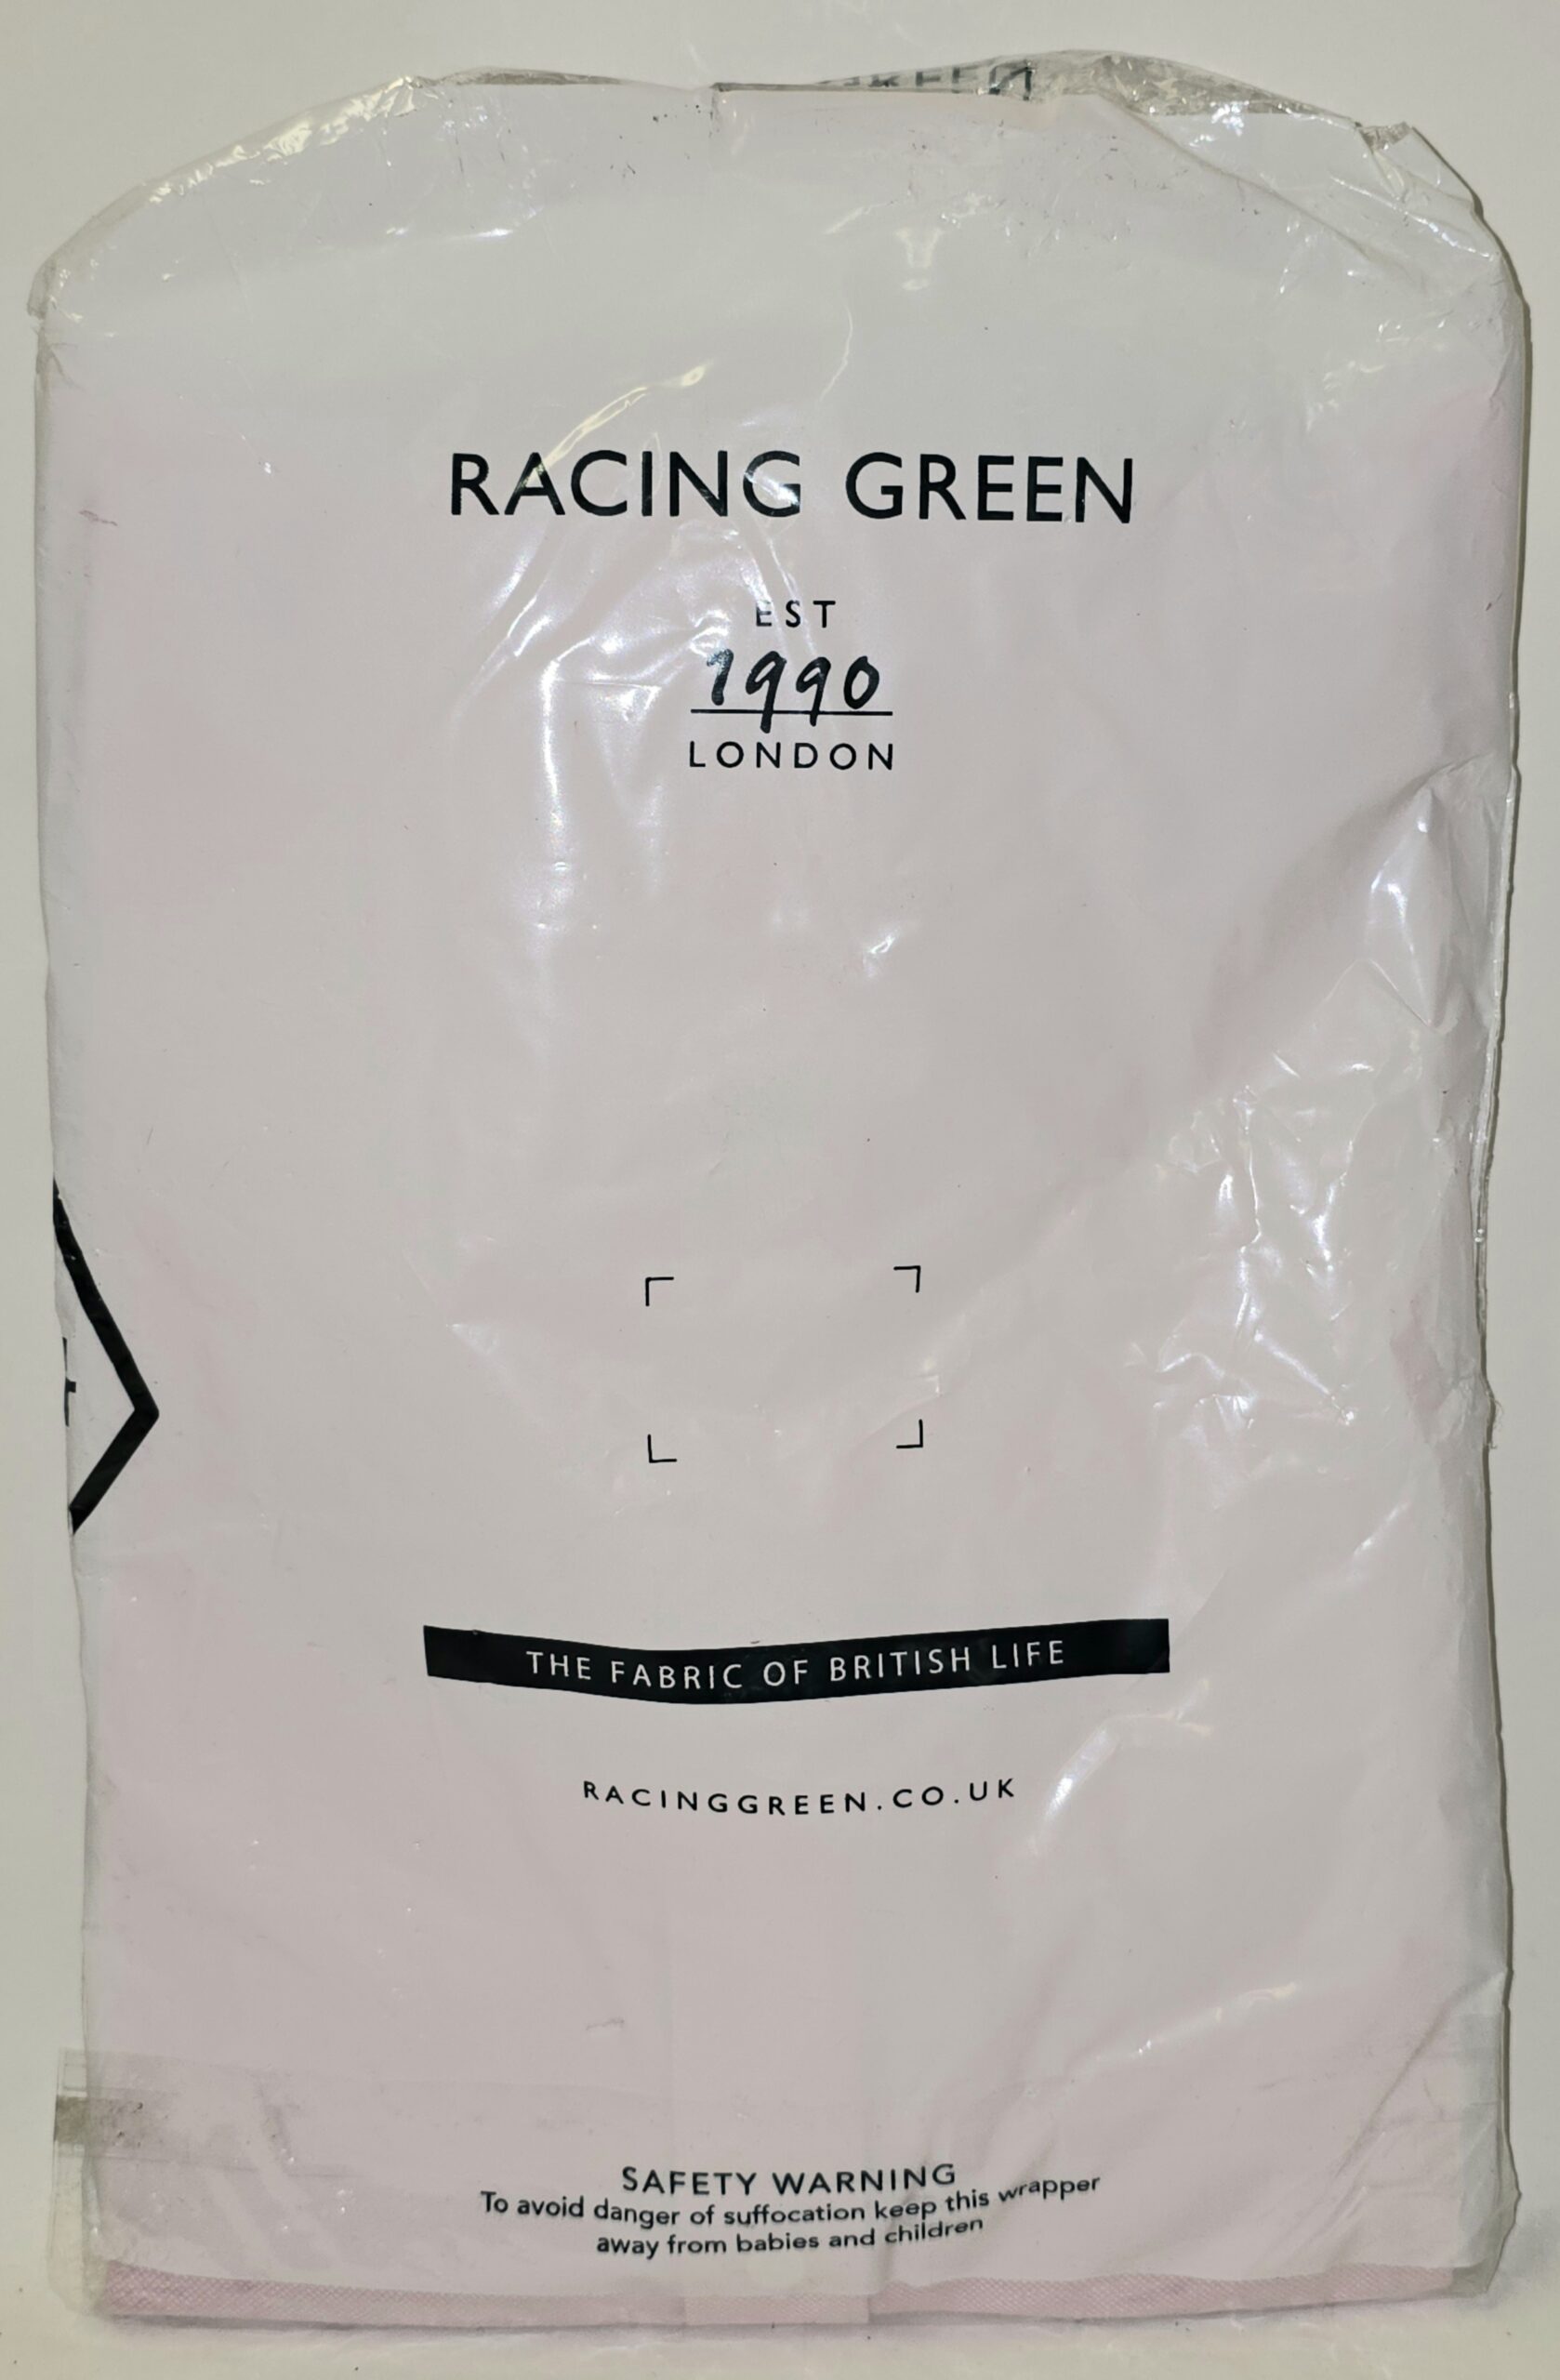 RACING GREEN
EST
1990
LONDON
THE FABRIC OF BRITISH LIFE
RACINGGREEN.CO.UK
SAFETY WARNING
To avoid danger of suffocation keep this wrapper
away from babies and children